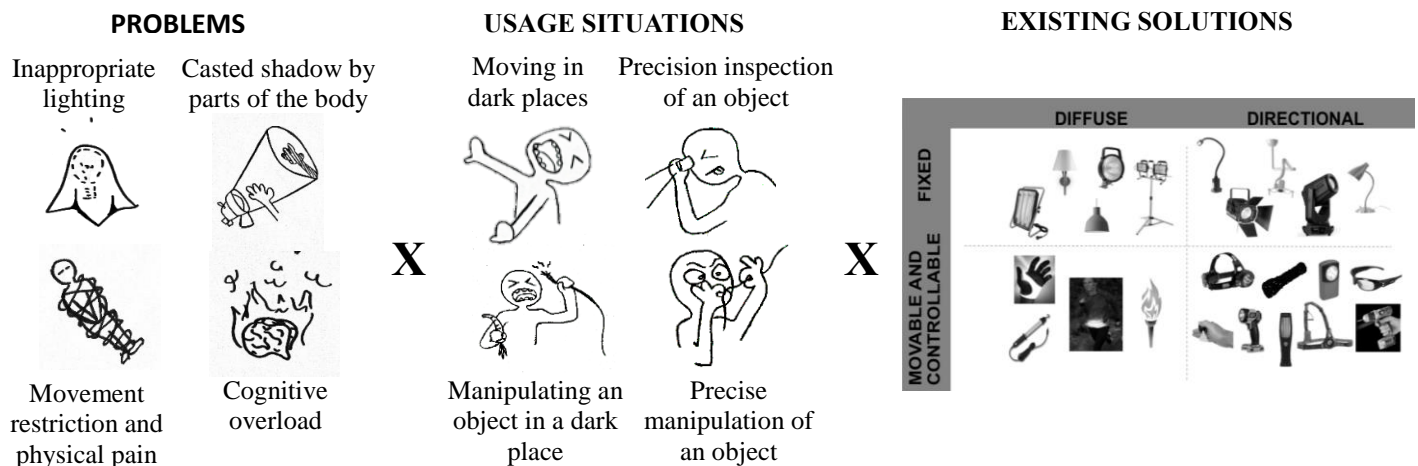 PROBLEMS
Inappropriate
lighting
Casted shadow by
parts of the body
Movement
restriction and
physical pain
Cognitive
overload
X
USAGE SITUATIONS
Moving in
dark places
Precision inspection
of an object
Manipulating an
object in a dark
place
Precise
manipulation of
an object
X
EXISTING SOLUTIONS
DIFFUSE
DIRECTIONAL
FIXED
MOVABLE AND
CONTROLLABLE